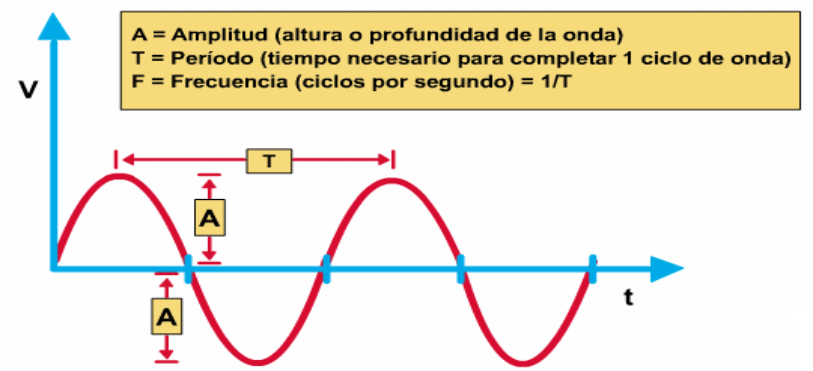 A = Amplitud (altura o profundidad de la onda)
T = Período (tiempo necesario para completar 1 ciclo de onda)
F = Frecuencia (ciclos por segundo) = 1/T
V
T
A
A
t